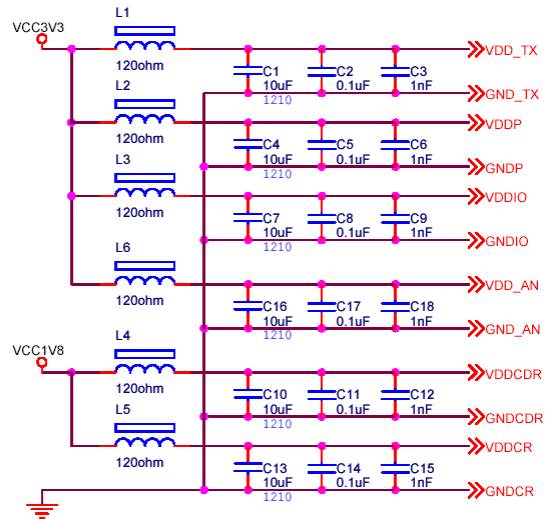 L1
VCC3V3
VDD_TX
120ohm
C1 C2 C3
10uF 0.1uF 1nF
1210
GND_TX
L2
VDDP
120ohm
C4 C5 C6
10uF 0.1uF 1nF
1210
GNDP
L3
VDDIO
120ohm
C7 C8 C9
10uF 0.1uF 1nF
1210
GNDIO
L6
VDD_AN
120ohm
C16 C17 C18
10uF 0.1uF 1nF
1210
GND_AN
L4
VCC1V8
VDDCDR
120ohm
C10 C11 C12
10uF 0.1uF 1nF
1210
GNDCDR
L5
VDDCR
120ohm
C13 C14 C15
10uF 0.1uF 1nF
1210
GNDCR